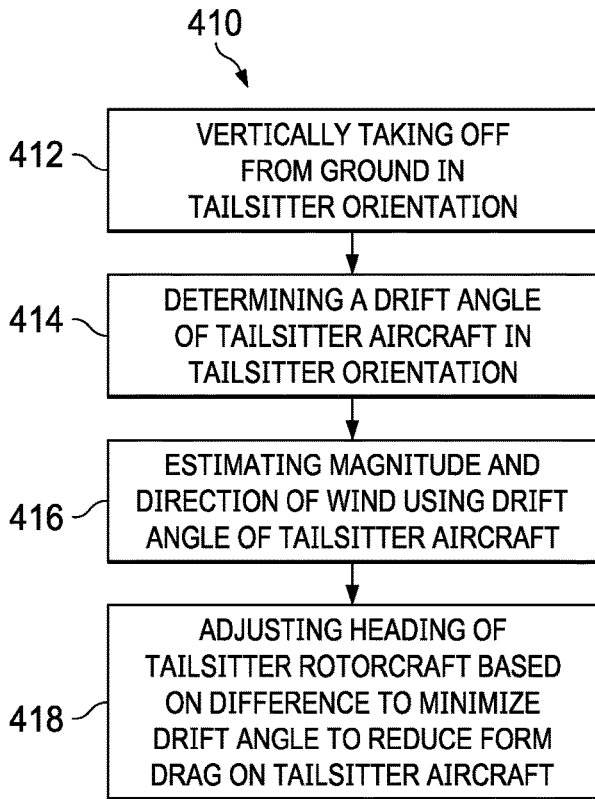 410
412
VERTICALLY TAKING OFF
FROM GROUND IN
TAILSITTER ORIENTATION
414
DETERMINING A DRIFT ANGLE
OF TAILSITTER AIRCRAFT IN
TAILSITTER ORIENTATION
416
ESTIMATING MAGNITUDE AND
DIRECTION OF WIND USING DRIFT
ANGLE OF TAILSITTER AIRCRAFT
418
ADJUSTING HEADING OF
TAILSITTER ROTORCRAFT BASED
ON DIFFERENCE TO MINIMIZE
DRIFT ANGLE TO REDUCE FORM
DRAG ON TAILSITTER AIRCRAFT